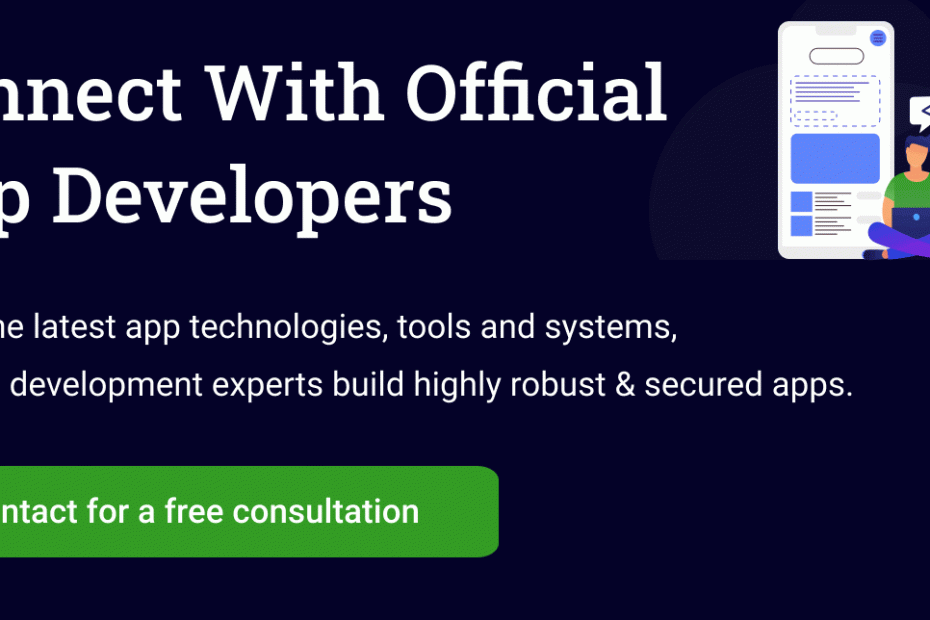 nnect With Official
p Developers
he latest app technologies, tools and systems,
development experts build highly robust & secured apps.
ntact for a free consultation